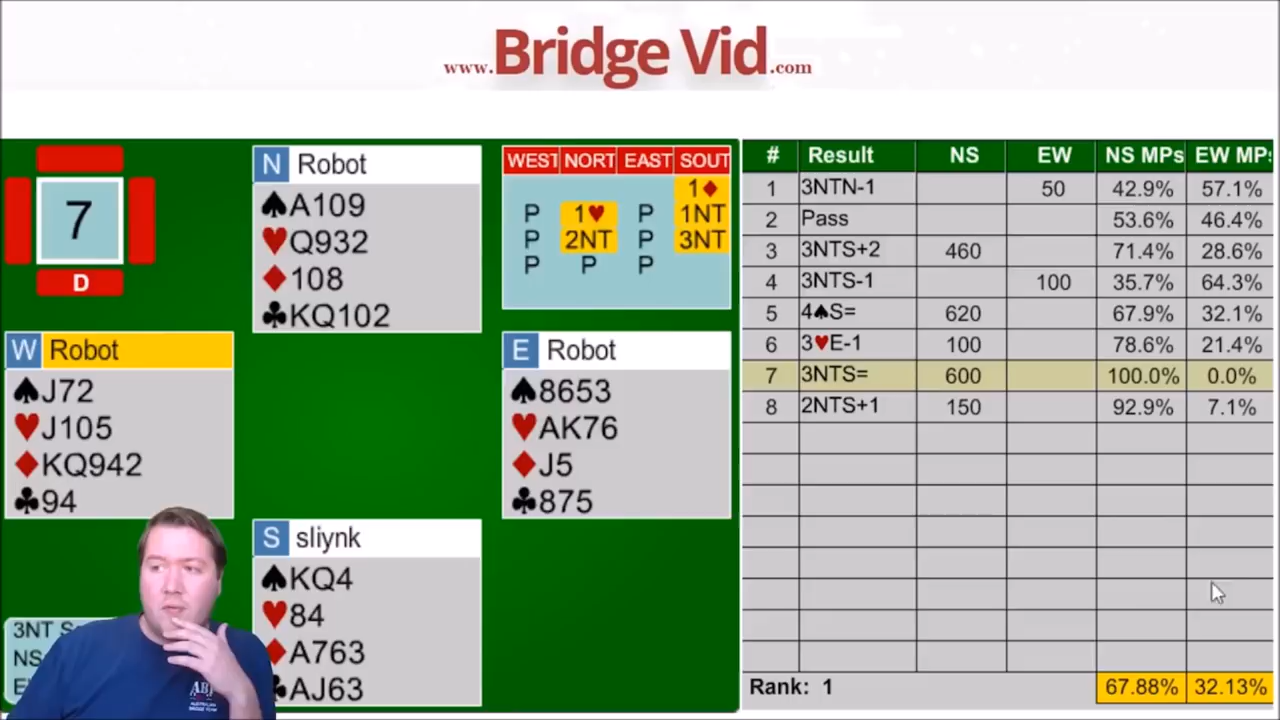 www.Bridge Vid.com
7
D
N Robot
♠A109
♥Q932
♦108
♣KQ102
WEST NORT EAST SOUT
1♦
P 1♥ P 1NT
P 2NT P 3NT
P P P
W Robot
♠J72
♥J105
♦KQ942
♣94
E Robot
♠8653
♥AK76
♦J5
♣875
S sliynk
♠KQ4
♥84
♦A763
♣AJ63
3NT
NS
# Result NS EW NS MPs EW MP
1 3NTN-1 50 42.9% 57.1%
2 Pass 53.6% 46.4%
3 3NTS+2 460 71.4% 28.6%
4 3NTS-1 100 35.7% 64.3%
5 4♠S= 620 67.9% 32.1%
6 3♥E-1 100 78.6% 21.4%
7 3NTS= 600 100.0% 0.0%
8 2NTS+1 150 92.9% 7.1%
Rank: 1 67.88% 32.13%